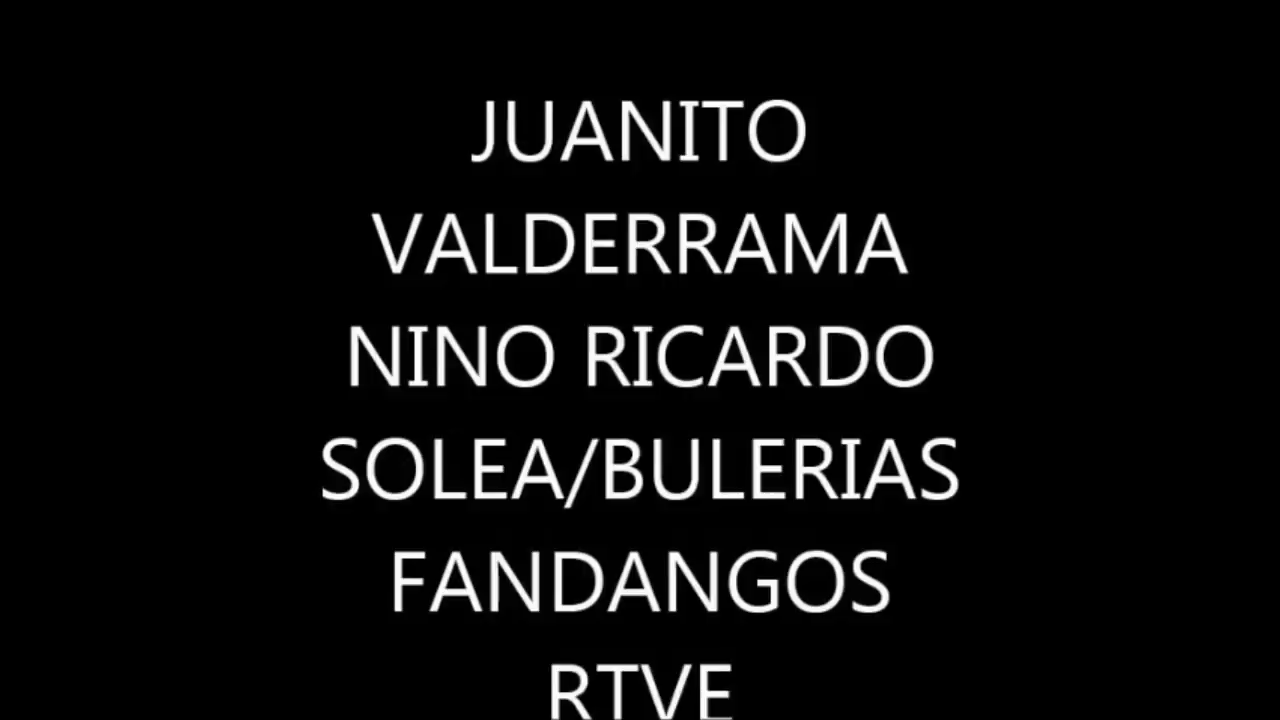 JUANITO
VALDERRAMA
NINO RICARDO
SOLEA/BULERIAS
FANDANGOS
RTVE